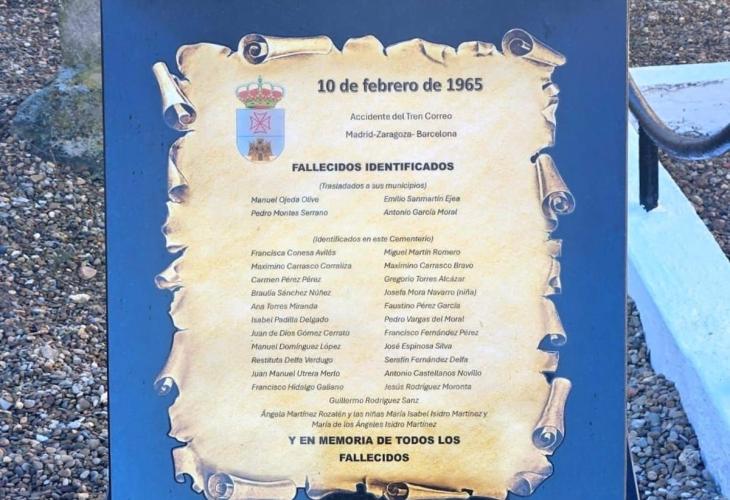 10 de febrero de 1965
Accidente del Tren Correo
Madrid-Zaragoza- Barcelona
FALLECIDOS IDENTIFICADOS
(Trasladados a sus municipios)
Manuel Ojeda Olive Emilio Sanmartín Ejea
Pedro Montes Serrano Antonio García Moral
(Identificados en este Cementerio)
Francisca Conesa Avilés Miguel Martín Romero
Maximino Carrasco Corraliza Maximino Carrasco Bravo
Carmen Pérez Pérez Gregorio Torres Alcázar
Braulia Sánchez Núñez Josefa Mora Navarro (niña)
Ana Torres Miranda Faustino Pérez García
Isabel Padilla Delgado Pedro Vargas del Moral
Juan de Dios Gómez Cerrato Francisco Fernández Pérez
Manuel Domínguez López José Espinosa Silva
Restituta Delfa Verdugo Serafín Fernández Delfa
Juan Manuel Utrera Merlo Antonio Castellanos Novillo
Francisco Hidalgo Galiano Jesús Rodríguez Moronta
Guillermo Rodríguez Sanz
Ángela Martínez Rozalén y las niñas María Isabel Isidro Martínez y
María de los Ángeles Isidro Martínez
Y EN MEMORIA DE TODOS LOS
FALLECIDOS